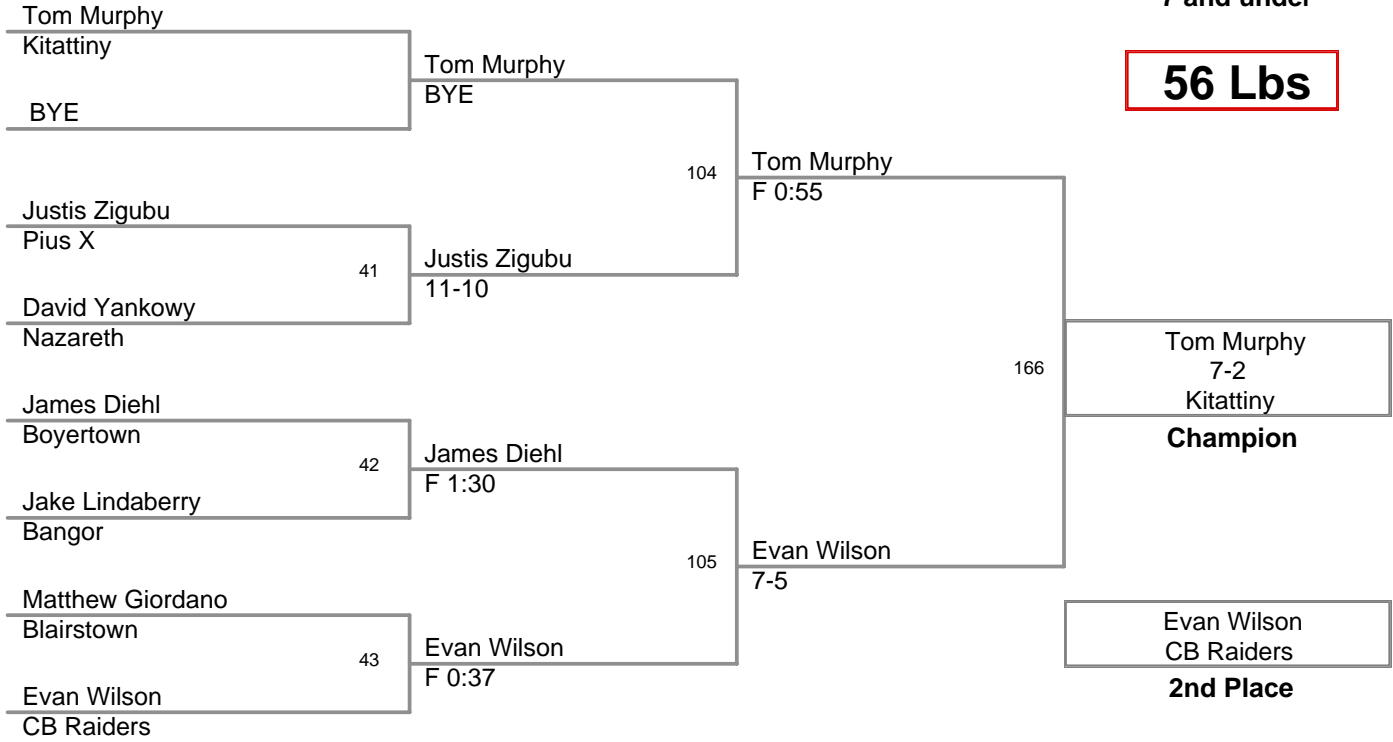 7 and under
56 Lbs
Tom Murphy
Kitattiny
BYE
Justis Zigubu
Pius X
David Yankowy
Nazareth
James Diehl
Boyertown
Jake Lindaberry
Bangor
Matthew Giordano
Blairstown
Evan Wilson
CB Raiders
Tom Murphy
BYE
41
Justis Zigubu
11-10
42
James Diehl
F 1:30
43
Evan Wilson
F 0:37
104
Tom Murphy
F 0:55
105
Evan Wilson
7-5
166
Tom Murphy
7-2
Kitattiny
Champion
Evan Wilson
CB Raiders
2nd Place